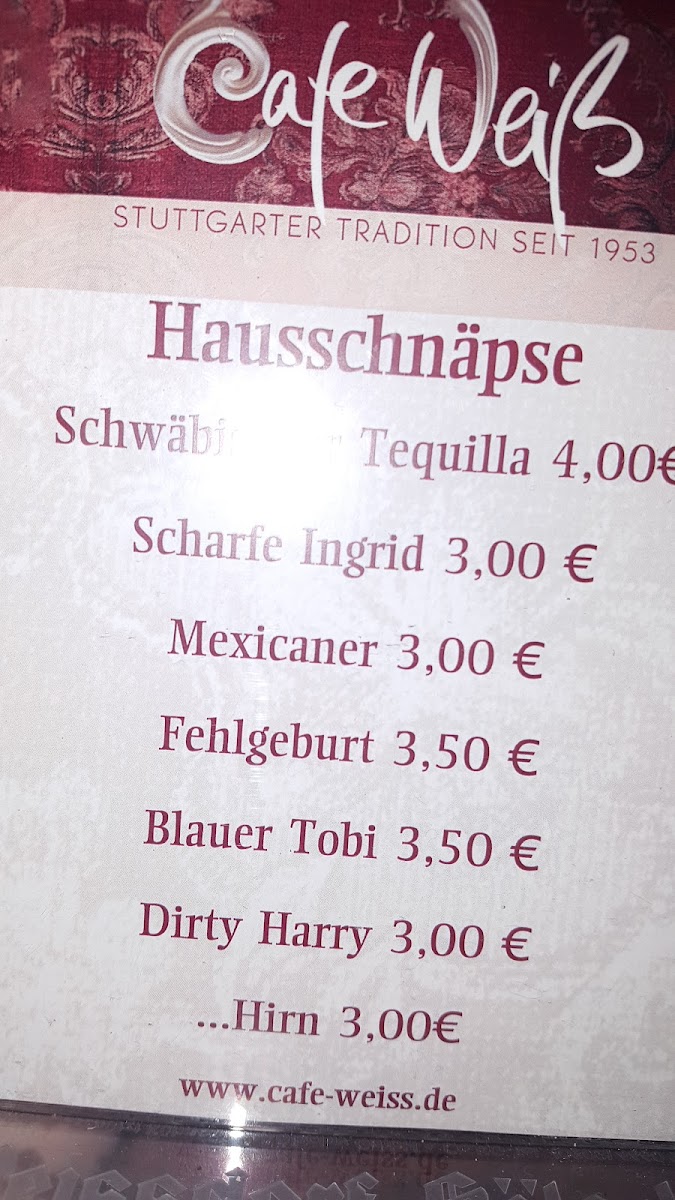 Cafe Weiß
STUTTGARTER TRADITION SEIT 1953
Hausschnäpse
Tequilla 4,00€
Scharfe Ingrid 3,00 €
Mexicaner 3,00 €
Fehlgeburt 3,50 €
Blauer Tobi 3,50 €
Dirty Harry 3,00 €
...Hirn 3,00€
www.cafe-weiss.de